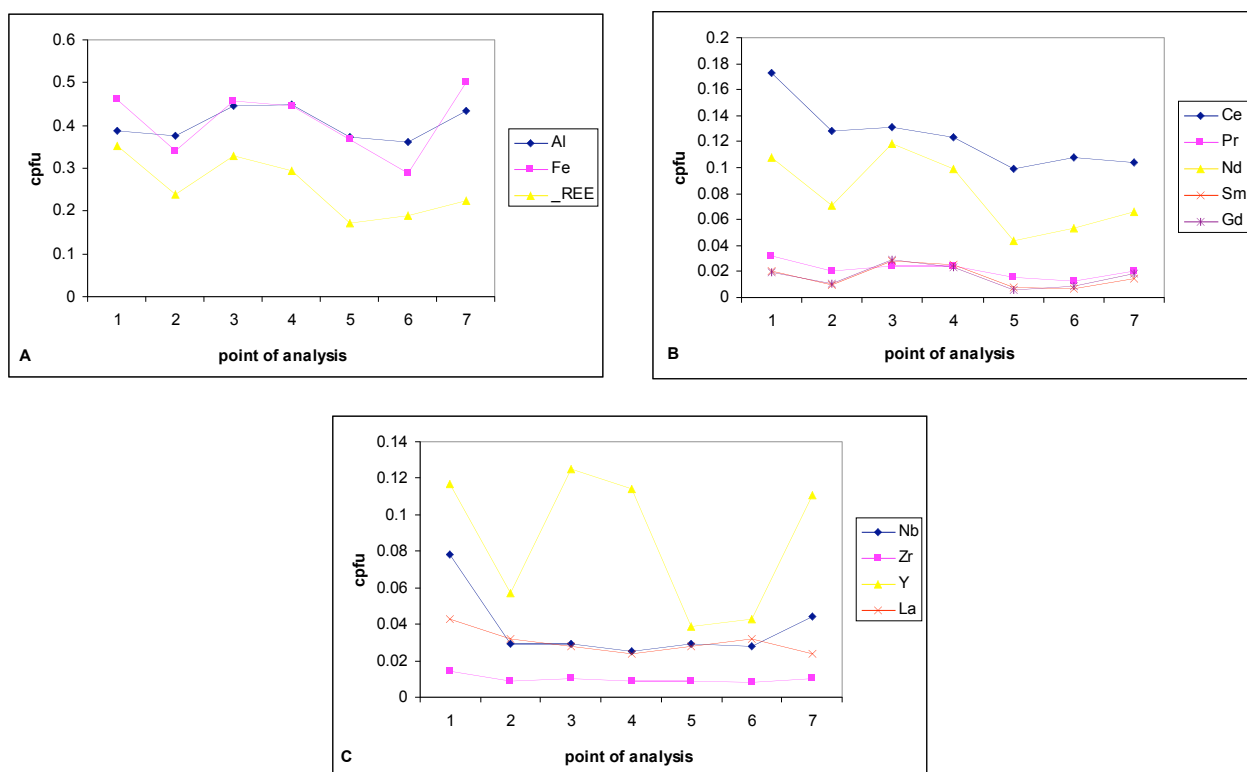 0.6
0.5
0.4
0.3
0.2
0.1
0
cpfu
1 2 3 4 5 6 7
point of analysis
A
Al
Fe
_REE
0.2
0.18
0.16
0.14
0.12
0.1
0.08
0.06
0.04
0.02
0
cpfu
1 2 3 4 5 6 7
point of analysis
B
Ce
Pr
Nd
Sm
Gd
0.14
0.12
0.1
0.08
0.06
0.04
0.02
0
cpfu
1 2 3 4 5 6 7
point of analysis
C
Nb
Zr
Y
La